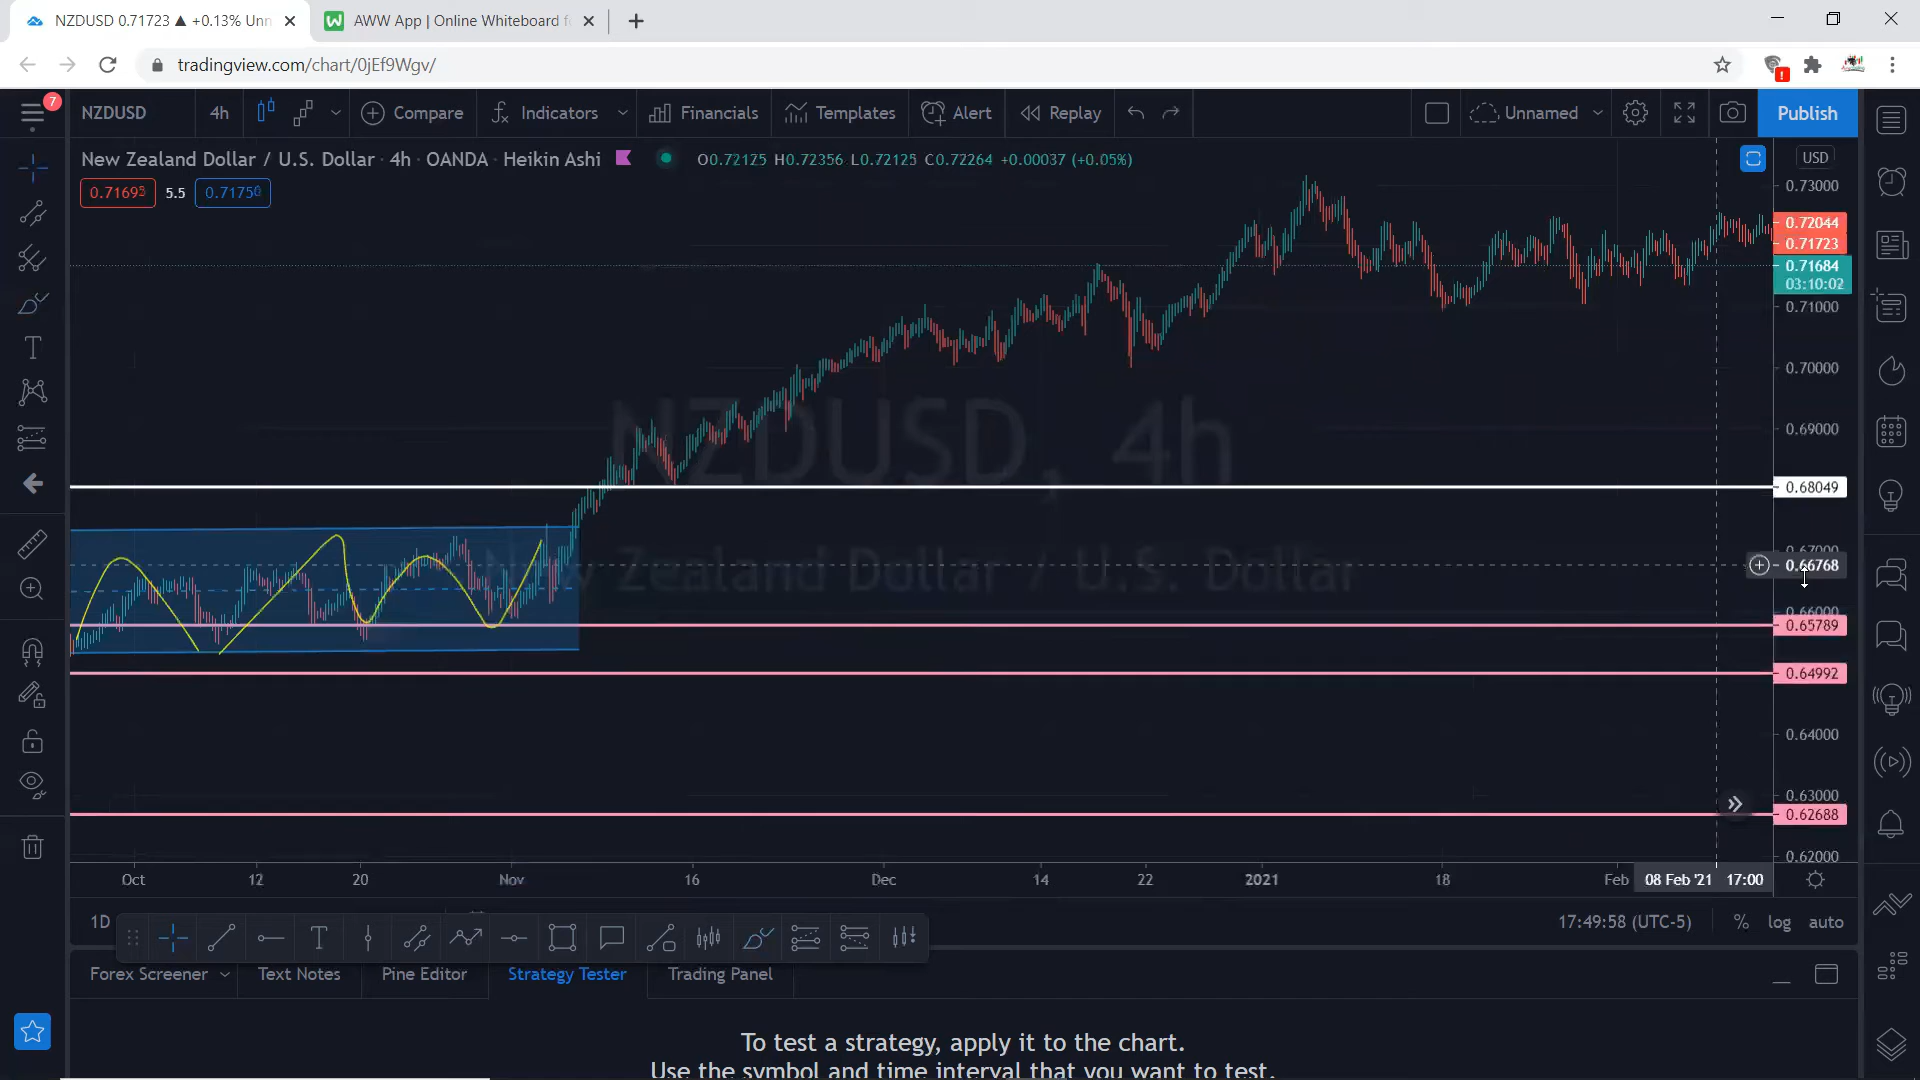 NZDUSD 0.71723 ▲ +0.13% Unn
AWW App | Online Whiteboard f
tradingview.com/chart/0jEf9Wgv/
7
NZDUSD
4h
Compare
Indicators
Financials
Templates
Alert
Replay
Unnamed
Publish
New Zealand Dollar / U.S. Dollar · 4h · OANDA · Heikin Ashi
O0.72125 H0.72356 L0.72125 C0.72264 +0.00037 (+0.05%)
USD
0.71695
5.5
0.71750
0.73000
0.72044
0.71723
0.71684
03:10:02
0.71000
0.70000
0.69000
NZDUSD, 4h
0.68049
0.67000
0.66768
New Zealand Dollar / U.S. Dollar
0.66000
0.65789
0.64992
0.64000
0.63000
0.62688
0.62000
Oct
12
20
Nov
16
Dec
14
22
2021
18
Feb
08 Feb '21 17:00
1D
17:49:58 (UTC-5)
%
log
auto
Forex Screener
Text Notes
Pine Editor
Strategy Tester
Trading Panel
To test a strategy, apply it to the chart.
Use the symbol and time interval that you want to test.